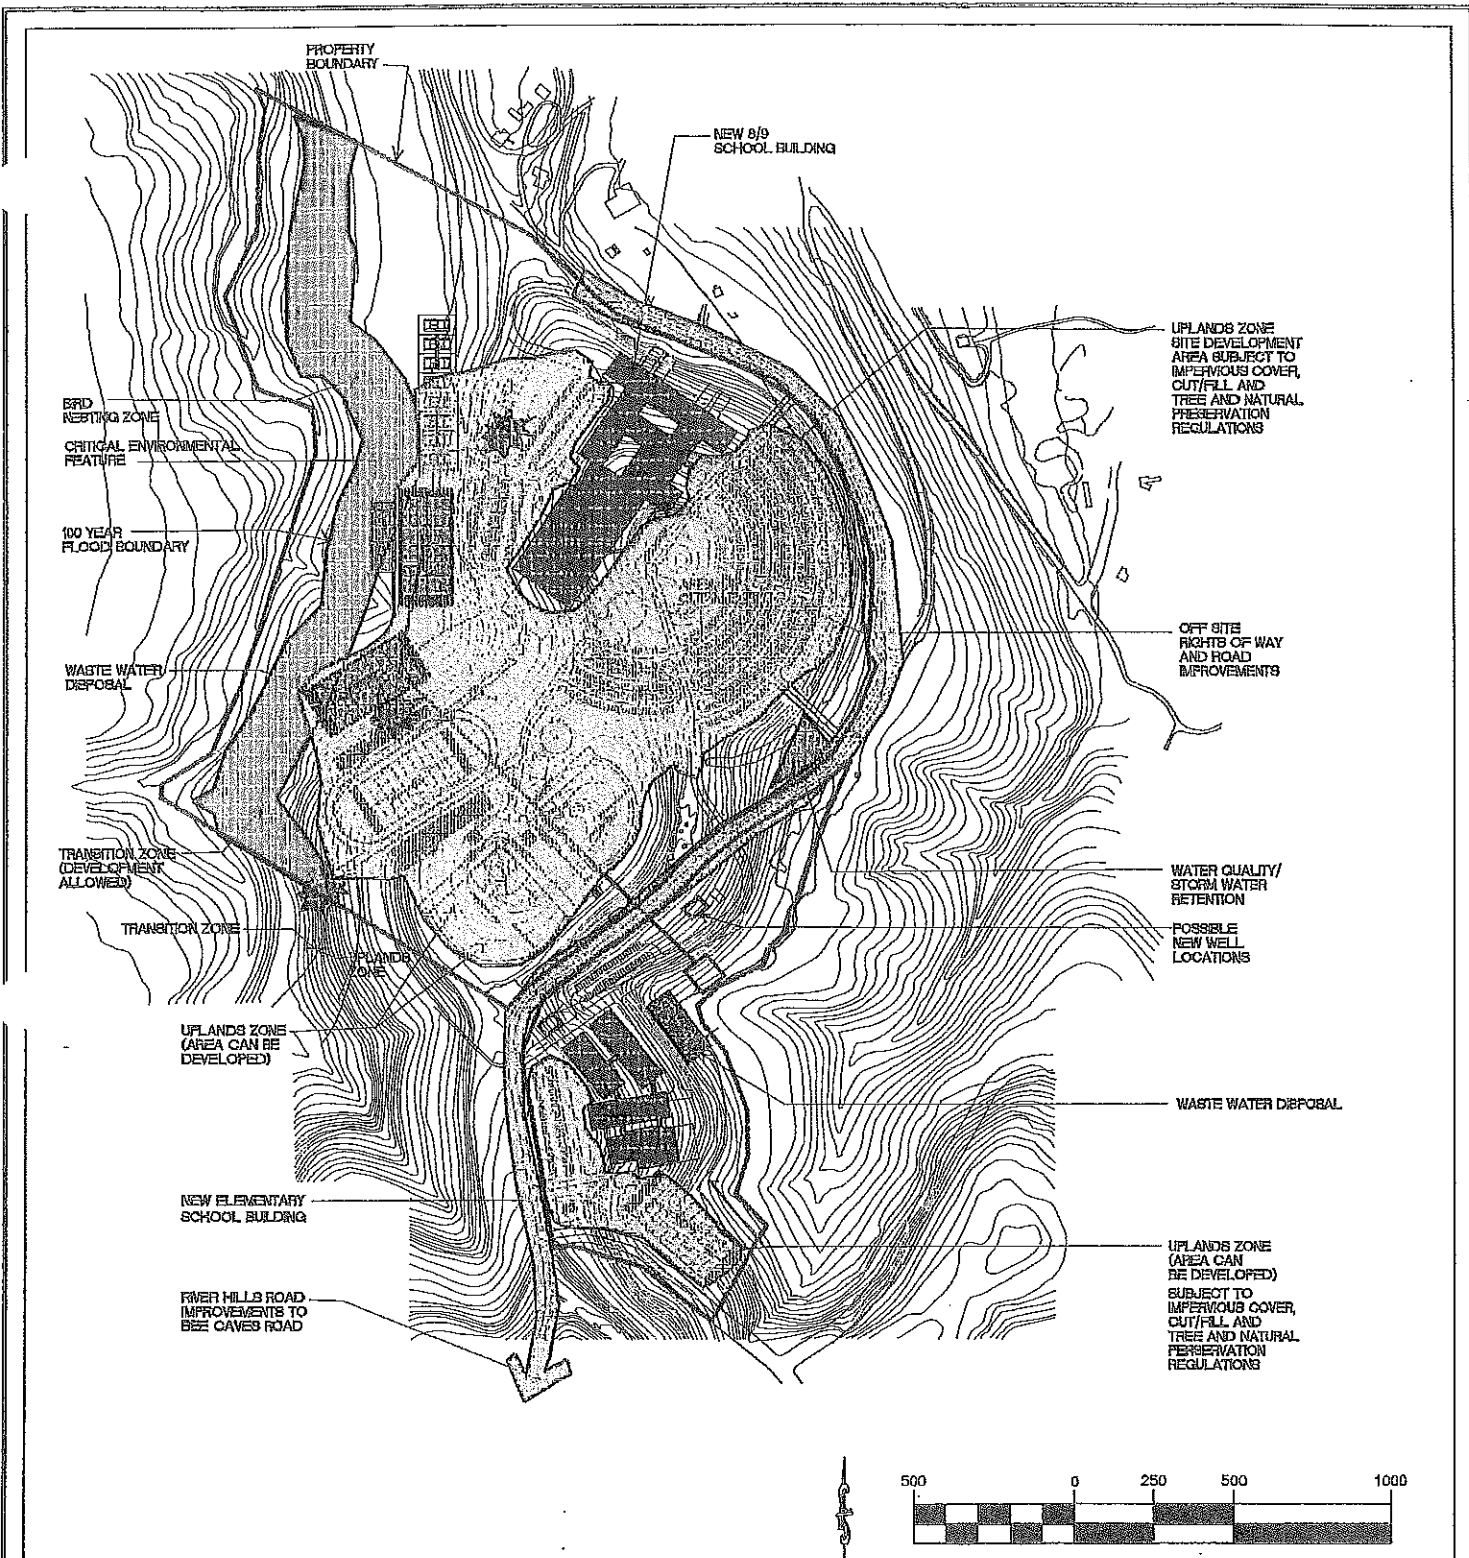 PROPERTY
BOUNDARY
NEW 8/9
SCHOOL BUILDING
UPLANDS ZONE
SITE DEVELOPMENT
AREA SUBJECT TO
IMPERVIOUS COVER,
CUT/FILL AND
TREE AND NATURAL
PRESERVATION
REGULATIONS
BIRD
NESTING ZONE
CRITICAL ENVIRONMENTAL
FEATURE
100 YEAR
FLOOD BOUNDARY
OFF SITE
RIGHTS OF WAY
AND ROAD
IMPROVEMENTS
WASTE WATER
DISPOSAL
TRANSITION ZONE
(DEVELOPMENT
ALLOWED)
WATER QUALITY/
STORM WATER
RETENTION
TRANSITION ZONE
POSSIBLE
NEW WELL
LOCATIONS
UPLANDS
ZONE
UPLANDS ZONE
(AREA CAN BE
DEVELOPED)
WASTE WATER DISPOSAL
NEW ELEMENTARY
SCHOOL BUILDING
UPLANDS ZONE
(AREA CAN
BE DEVELOPED)
SUBJECT TO
IMPERVIOUS COVER,
CUT/FILL AND
TREE AND NATURAL
PERSERVATION
REGULATIONS
RIVER HILLS ROAD
IMPROVEMENTS TO
BEE CAVES ROAD
500 0 250 500 1000